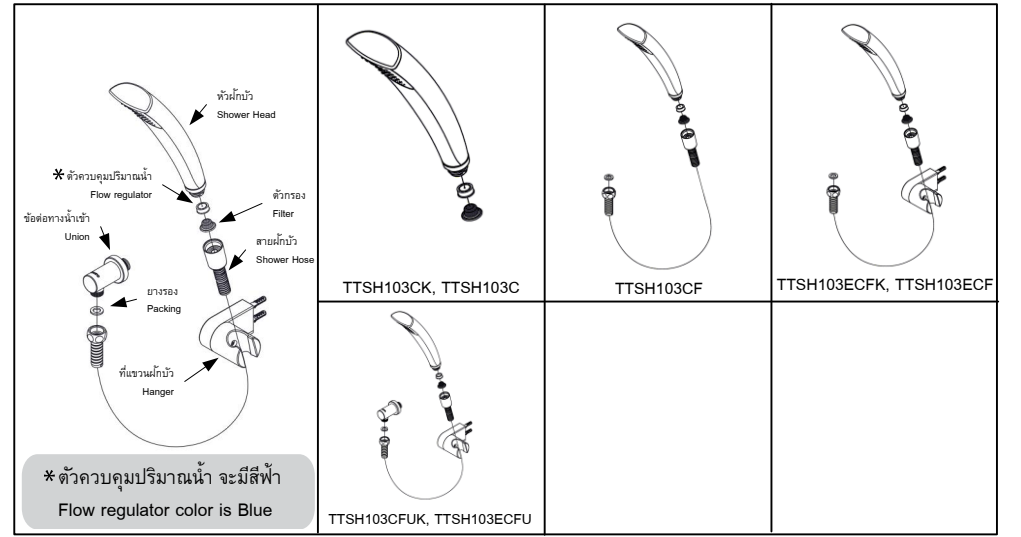 หัวฝักบัว
Shower Head
*ตัวควบคุมปริมาณน้ำ
Flow regulator
ตัวกรอง
Filter
ข้อต่อทางน้ำเข้า
Union
สายฝักบัว
Shower Hose
ยางรอง
Packing
ที่แขวนฝักบัว
Hanger
*ตัวควบคุมปริมาณน้ำ จะมีสีฟ้า
Flow regulator color is Blue
TTSH103CK, TTSH103C
TTSH103CF
TTSH103ECFK, TTSH103ECF
TTSH103CFUK, TTSH103ECFU